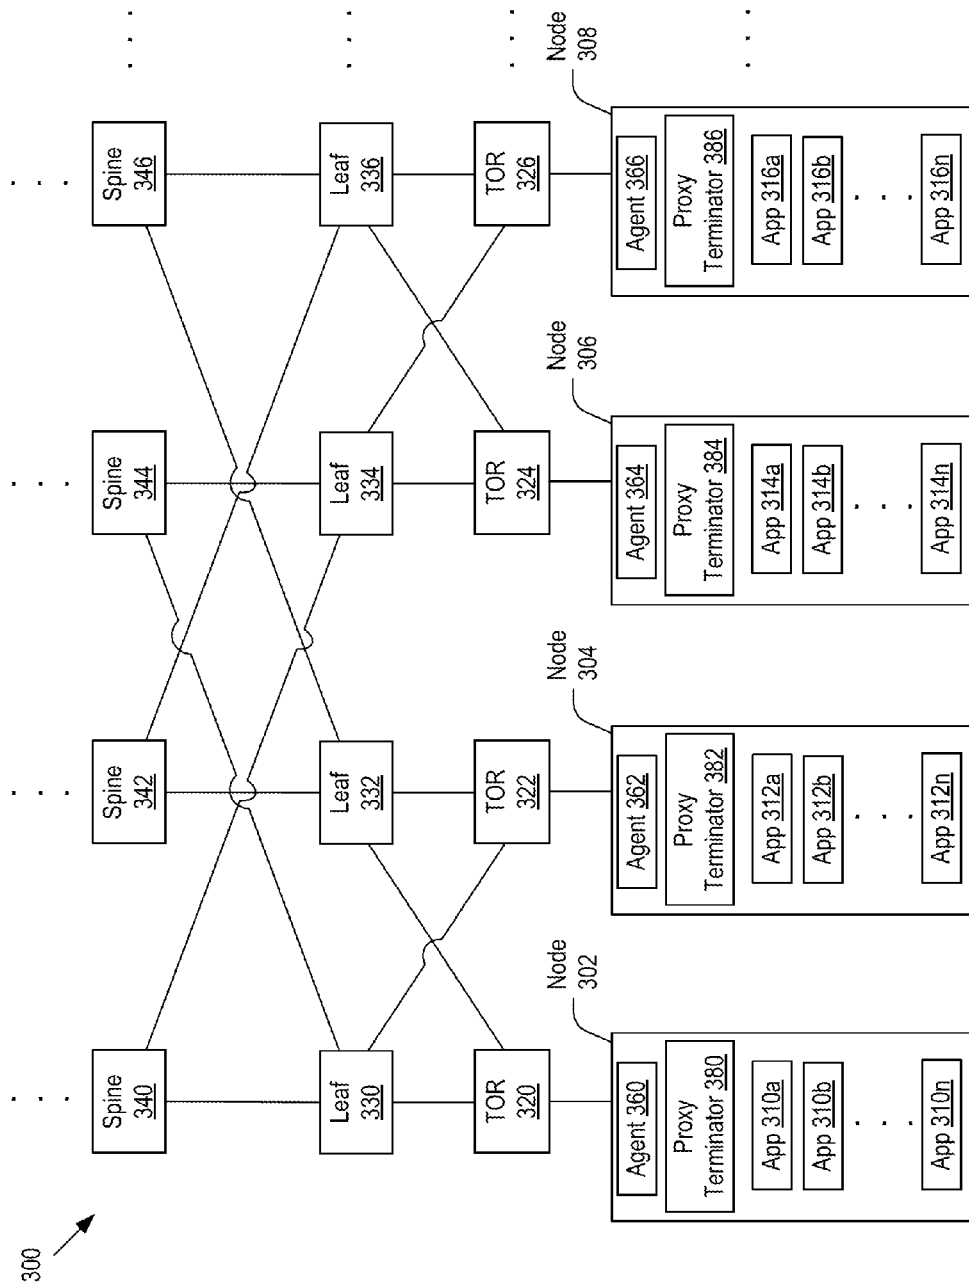 300
Spine
340
Spine
342
Spine
344
Spine
346
Leaf
330
Leaf
332
Leaf
334
Leaf
336
TOR
320
TOR
322
TOR
324
TOR
326
Node
302
Node
304
Node
306
Node
308
Agent 360
Proxy
Terminator 380
App 310a
App 310b
. . .
App 310n
Agent 362
Proxy
Terminator 382
App 312a
App 312b
. . .
App 312n
Agent 364
Proxy
Terminator 384
App 314a
App 314b
. . .
App 314n
Agent 366
Proxy
Terminator 386
App 316a
App 316b
. . .
App 316n